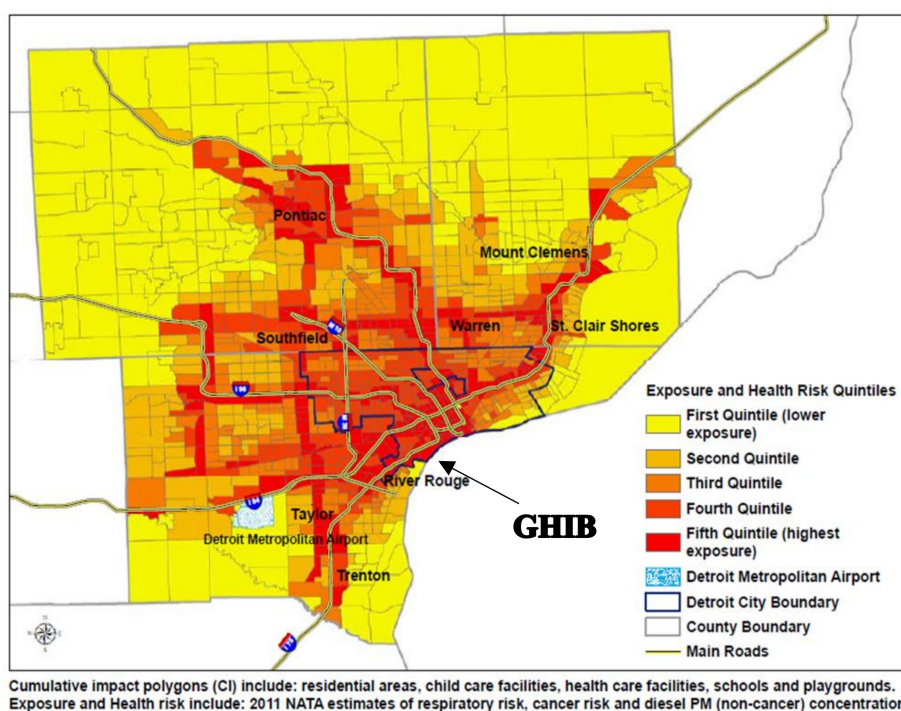 Pontiac
Mount Clemens
Warren
St. Clair Shores
Southfield
Exposure and Health Risk Quintiles
First Quintile (lower
exposure)
Second Quintile
Third Quintile
Fourth Quintile
Fifth Quintile (highest
exposure)
Detroit Metropolitan Airport
Detroit City Boundary
County Boundary
Main Roads
River Rouge
GHIB
Taylor
Detroit Metropolitan Airport
Trenton
Cumulative impact polygons (CI) include: residential areas, child care facilities, health care facilities, schools and playgrounds.
Exposure and Health risk include: 2011 NATA estimates of respiratory risk, cancer risk and diesel PM (non-cancer) concentration